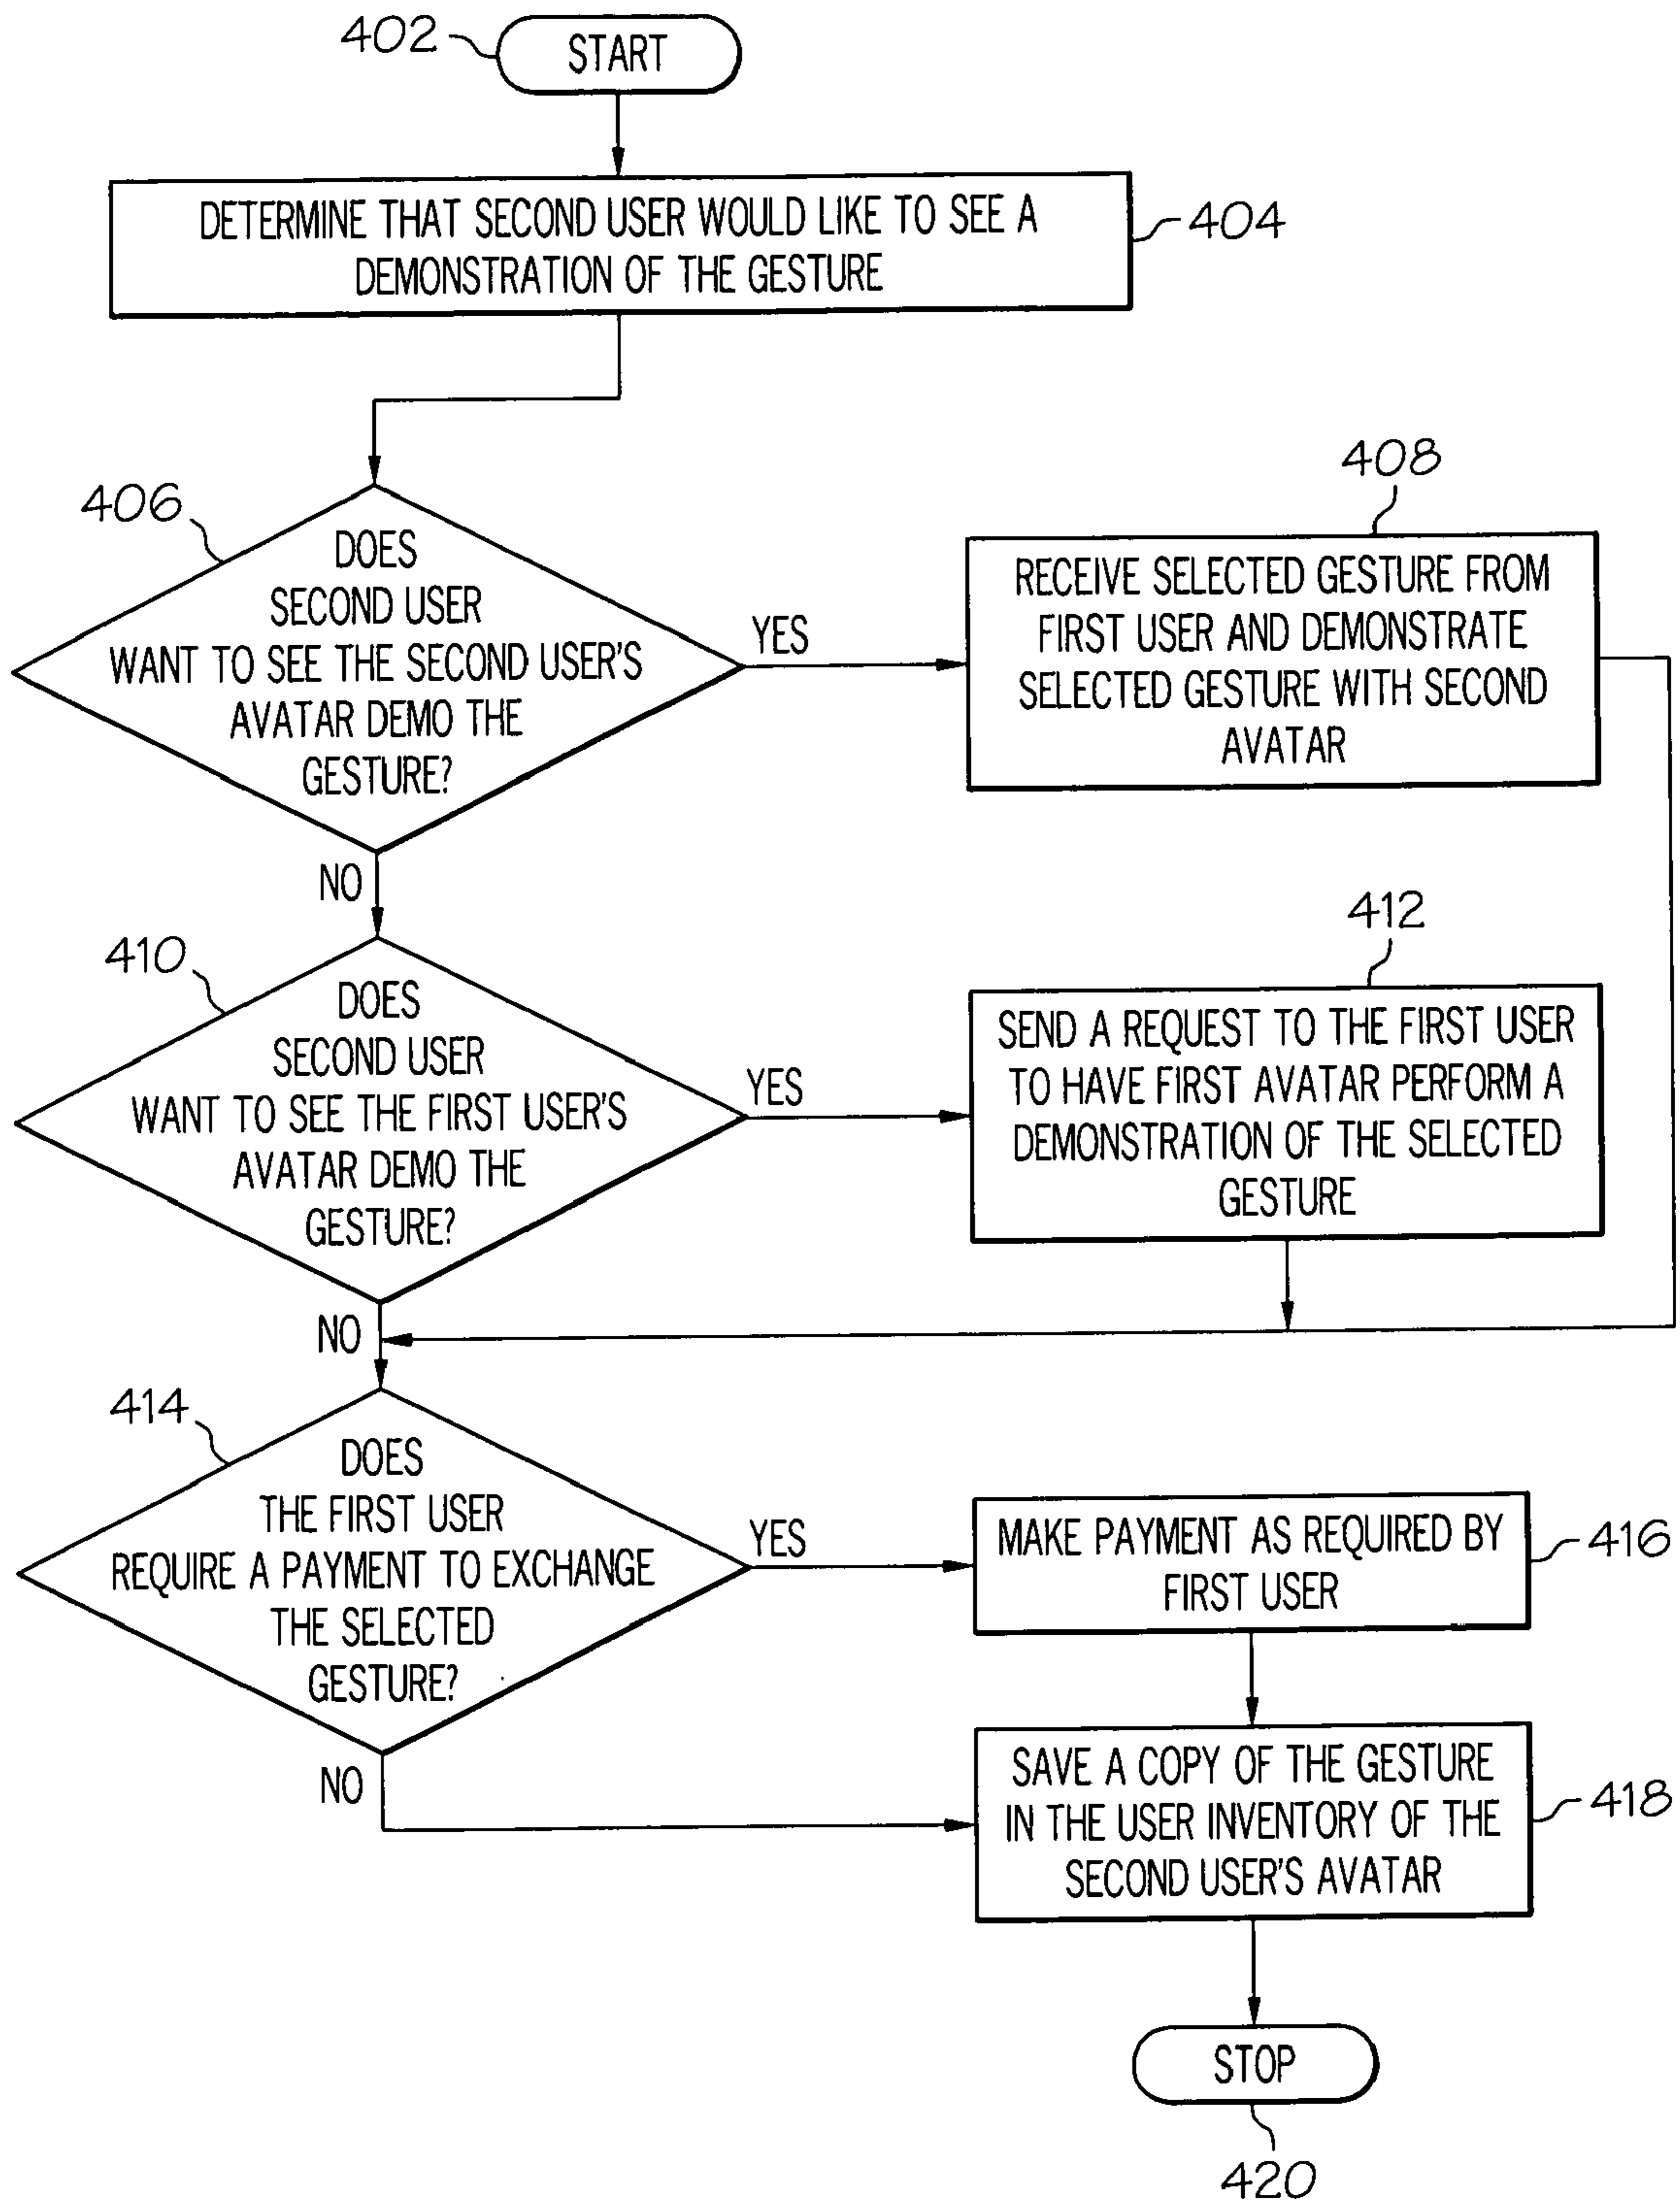 402
START
DETERMINE THAT SECOND USER WOULD LIKE TO SEE A
DEMONSTRATION OF THE GESTURE
404
406
DOES
SECOND USER
WANT TO SEE THE SECOND USER'S
AVATAR DEMO THE
GESTURE?
YES
NO
408
RECEIVE SELECTED GESTURE FROM
FIRST USER AND DEMONSTRATE
SELECTED GESTURE WITH SECOND
AVATAR
410
DOES
SECOND USER
WANT TO SEE THE FIRST USER'S
AVATAR DEMO THE
GESTURE?
YES
NO
412
SEND A REQUEST TO THE FIRST USER
TO HAVE FIRST AVATAR PERFORM A
DEMONSTRATION OF THE SELECTED
GESTURE
414
DOES
THE FIRST USER
REQUIRE A PAYMENT TO EXCHANGE
THE SELECTED
GESTURE?
YES
NO
MAKE PAYMENT AS REQUIRED BY
FIRST USER
416
SAVE A COPY OF THE GESTURE
IN THE USER INVENTORY OF THE
SECOND USER'S AVATAR
418
STOP
420